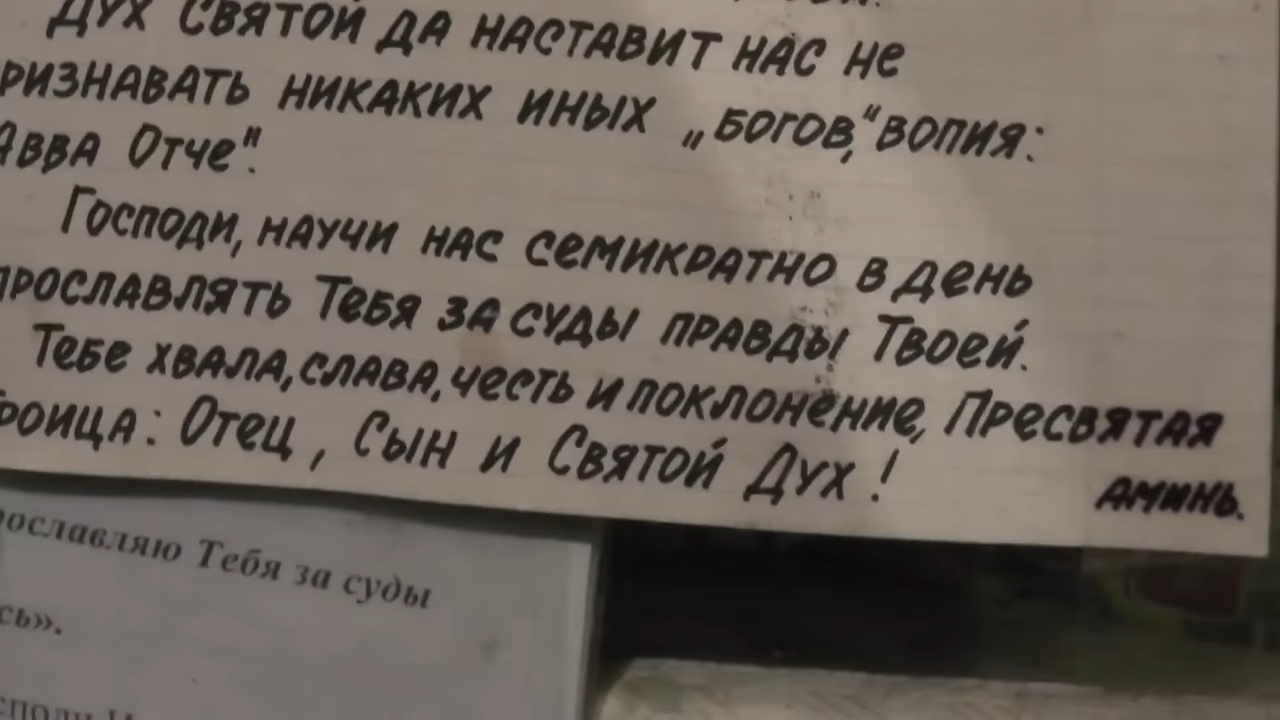 Дух Святой да наставит нас не
ризнавать никаких иных „богов,“ вопия:
Авва Отче".
Господи, научи нас семикратно в день
прославлять Тебя за суды правды Твоей.
Тебе хвала, слава, честь и поклонение, Пресвятая
Троица: Отец, Сын и Святой Дух!
аминь.
рославляю Тебя за суды
сь».